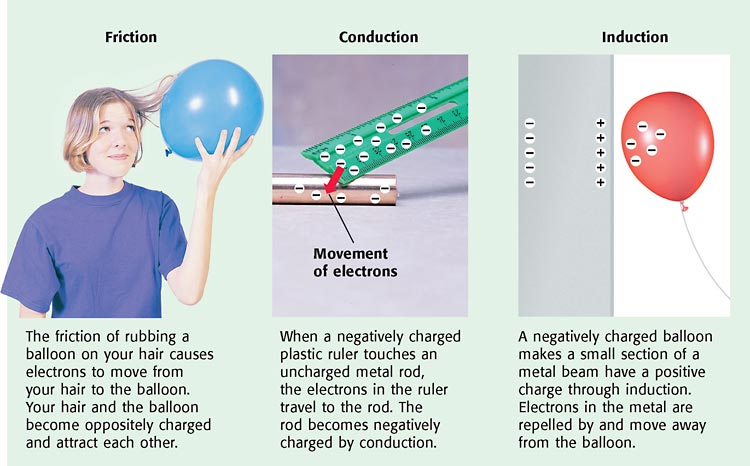 Friction
Conduction
Induction
Movement
of electrons
The friction of rubbing a
balloon on your hair causes
electrons to move from
your hair to the balloon.
Your hair and the balloon
become oppositely charged
and attract each other.
When a negatively charged
plastic ruler touches an
uncharged metal rod,
the electrons in the ruler
travel to the rod. The
rod becomes negatively
charged by conduction.
A negatively charged balloon
makes a small section of a
metal beam have a positive
charge through induction.
Electrons in the metal are
repelled by and move away
from the balloon.